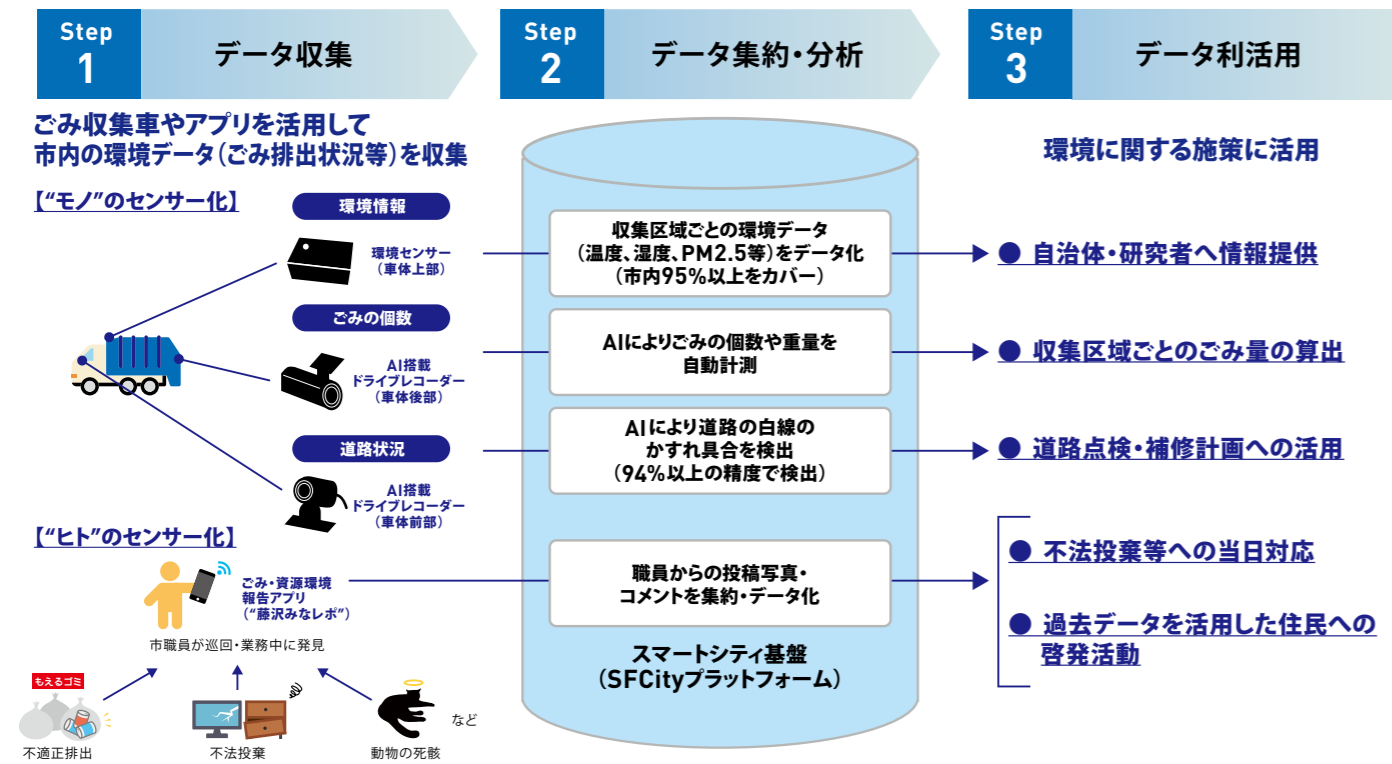 Step
1
データ収集
Step
2
データ集約・分析
Step
3
データ利活用
ごみ収集車やアプリを活用して
市内の環境データ（ごみ排出状況等）を収集
【“モノ”のセンサー化】
環境情報
環境センサー
（車体上部）
ごみの個数
AI搭載
ドライブレコーダー
（車体後部）
道路状況
AI搭載
ドライブレコーダー
（車体前部）
【“ヒト”のセンサー化】
ごみ・資源環境
報告アプリ
（“藤沢みなレポ”）
市職員が巡回・業務中に発見
もえるゴミ
不適正排出
不法投棄
動物の死骸
など
収集区域ごとの環境データ
（温度、湿度、PM2.5等）をデータ化
（市内95%以上をカバー）
AIによりごみの個数や重量を
自動計測
AIにより道路の白線の
かすれ具合を検出
（94%以上の精度で検出）
職員からの投稿写真・
コメントを集約・データ化
スマートシティ基盤
（SFCityプラットフォーム）
環境に関する施策に活用
● 自治体・研究者へ情報提供
● 収集区域ごとのごみ量の算出
● 道路点検・補修計画への活用
● 不法投棄等への当日対応
● 過去データを活用した住民への
啓発活動